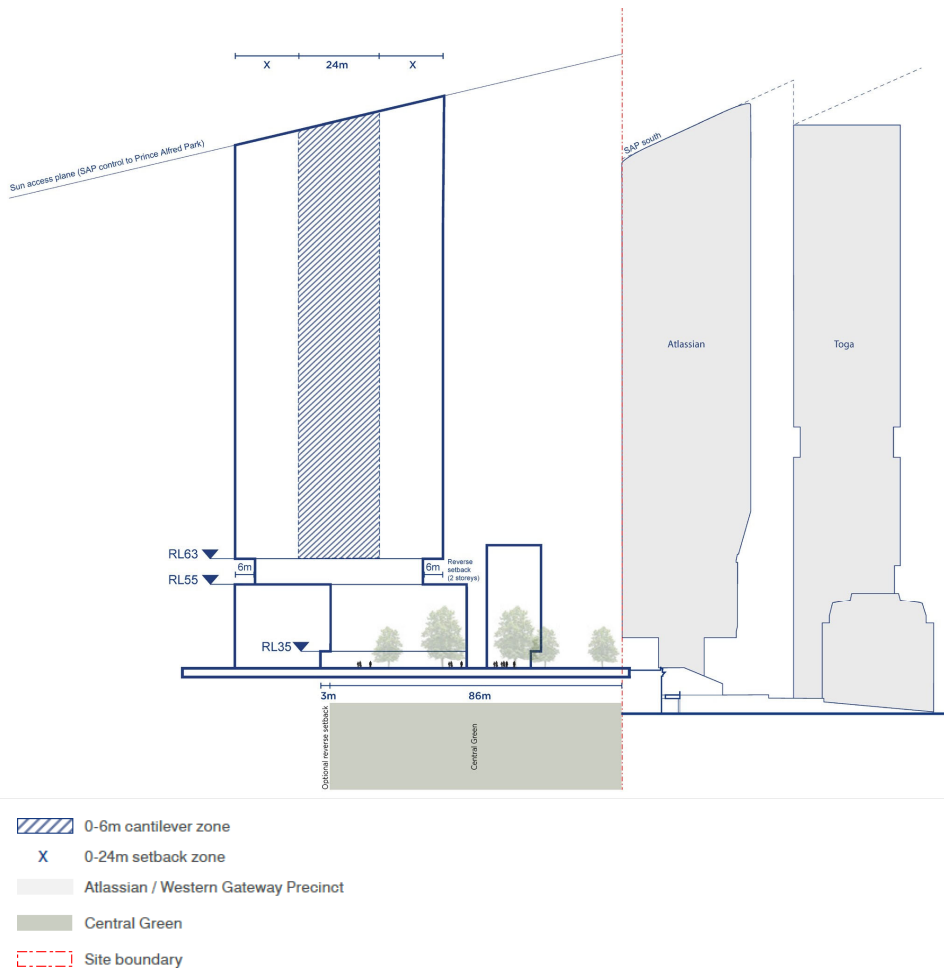 X 24m X
Sun access plane (SAP control to Prince Alfred Park)
SAP south
Atlassian
Toga
RL63
6m
6m
Reverse
setback
(2 storeys)
RL55
RL35
3m
86m
Optional reverse setback
Central Green
0-6m cantilever zone
X 0-24m setback zone
Atlassian / Western Gateway Precinct
Central Green
Site boundary